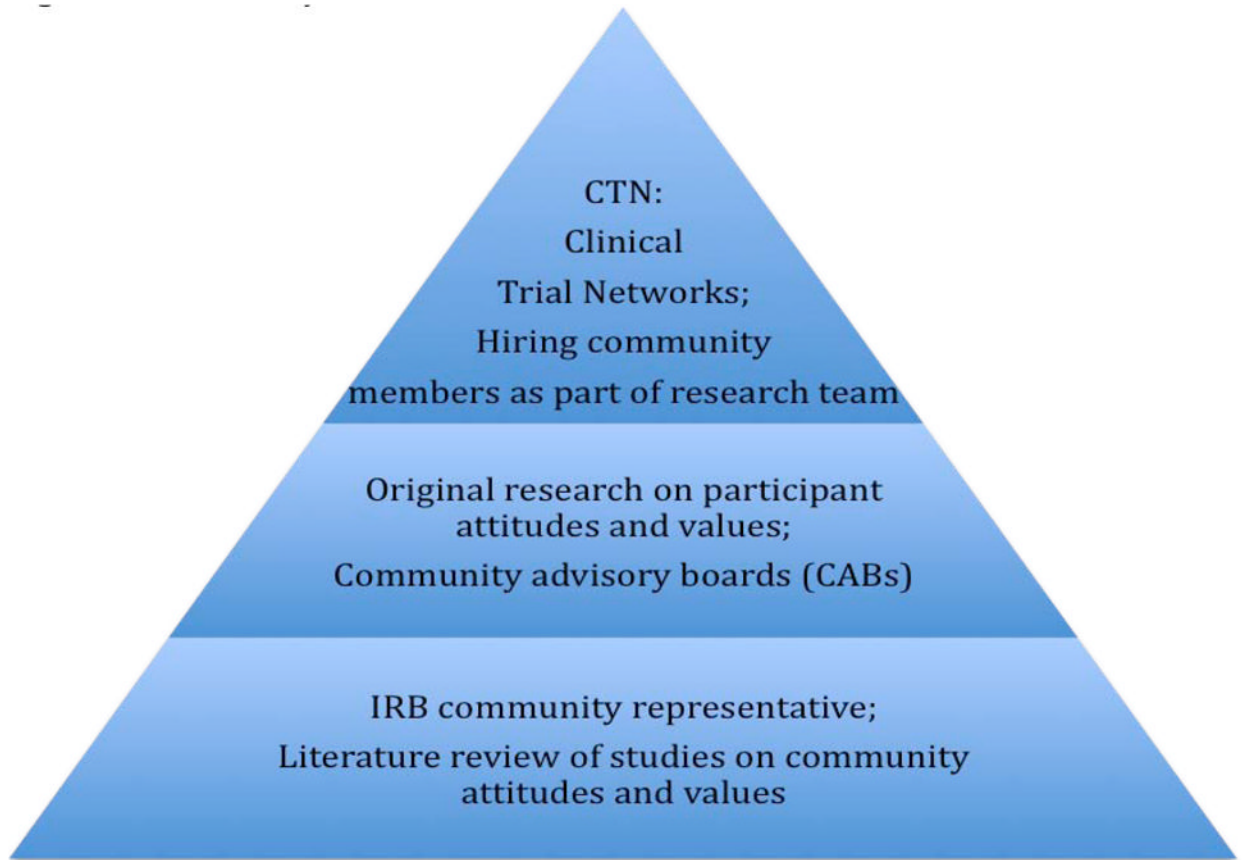 CTN:
Clinical
Trial Networks;
Hiring community
members as part of research team
Original research on participant
attitudes and values;
Community advisory boards (CABs)
IRB community representative;
Literature review of studies on community
attitudes and values